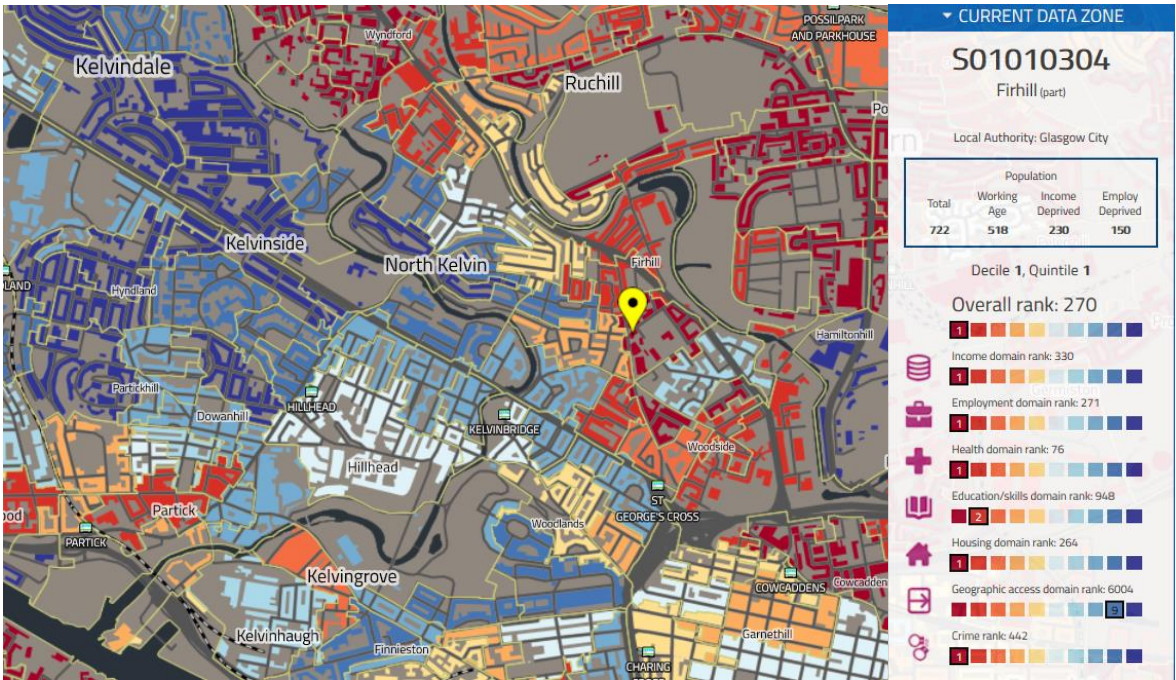 POSSILPARK
AND PARKHOUSE
Wyndford
Kelvindale
Ruchill
Po
Kelvinside
North Kelvin
Firhill
LAND
Hyndland
Hamiltonhill
Partickhill
HILLHEAD
Dowanhill
KELVINBRIDGE
Woodside
Hillhead
ST
GEORGE'S CROSS
Partick
ood
Woodlands
PARTICK
Kelvingrove
COWCADDENS
Cowcadden
Kelvinhaugh
Garnethill
Finnieston
CHARING
CURRENT DATA ZONE
S01010304
Firhill (part)
Local Authority: Glasgow City
Population
Total Working Age Income Deprived Employ Deprived
722 518 230 150
Decile 1, Quintile 1
Overall rank: 270
1
Income domain rank: 330
1
Employment domain rank: 271
1
Health domain rank: 76
1
Education/skills domain rank: 948
2
Housing domain rank: 264
1
Geographic access domain rank: 6004
9
Crime rank: 442
1